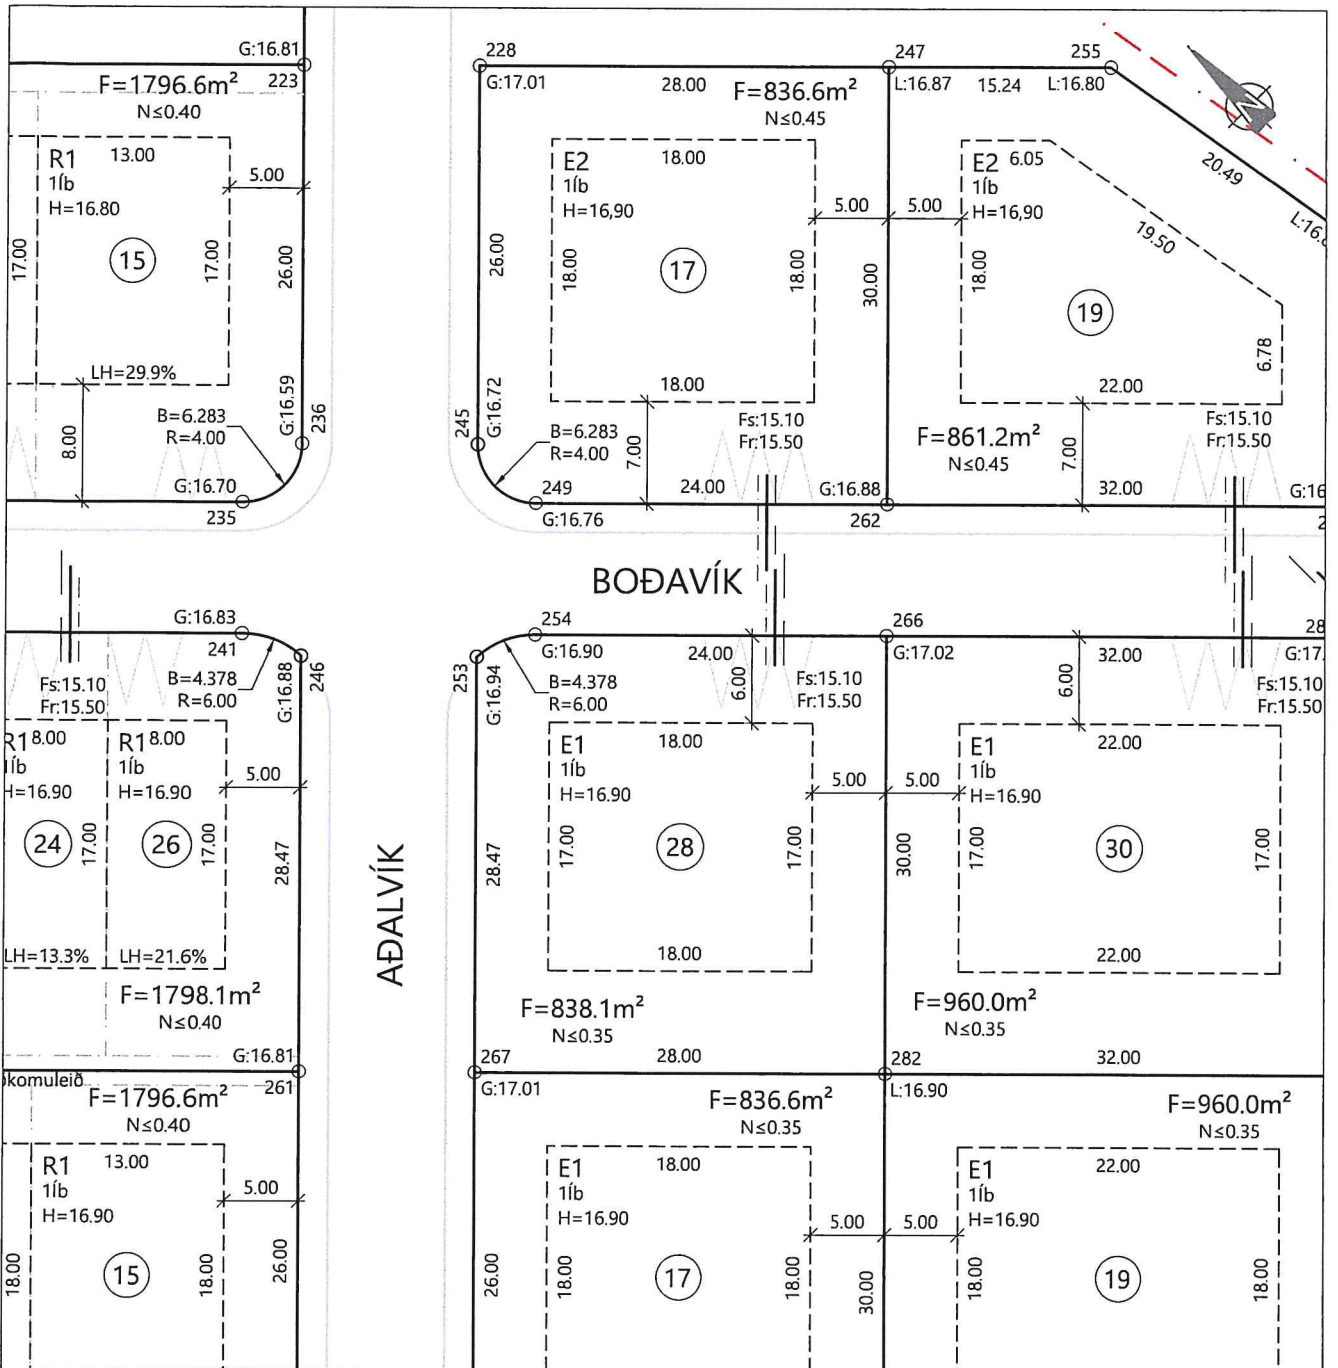 G:16.81
223
F=1796.6m²
N≤0.40
R1
13.00
1Íb
H=16.80
5.00
17.00
15
17.00
26.00
LH=29.9%
8.00
B=6.283
R=4.00
G:16.59
236
G:16.70
235
228
G:17.01
28.00
F=836.6m²
N≤0.45
E2
18.00
1Íb
H=16,90
5.00
26.00
18.00
17
18.00
30.00
18.00
245
G:16.72
B=6.283
R=4.00
7.00
Fs:15.10
Fr:15.50
249
24.00
G:16.88
G:16.76
262
247
255
L:16.87
15.24
L:16.80
20.49
L:16.
E2
6.05
1Íb
H=16,90
5.00
19.50
18.00
19
6.78
22.00
F=861.2m²
N≤0.45
7.00
Fs:15.10
Fr:15.50
32.00
G:16
BOÐAVÍK
G:16.83
241
G:16.88
246
B=4.378
R=6.00
Fs:15.10
Fr:15.50
R1
8.00
1Íb
H=16.90
24
17.00
LH=13.3%
R1
8.00
1Íb
H=16.90
5.00
26
17.00
28.47
LH=21.6%
F=1798.1m²
N≤0.40
G:16.81
261
AÐALVÍK
254
G:16.90
24.00
253
G:16.94
B=4.378
R=6.00
6.00
Fs:15.10
Fr:15.50
E1
18.00
1Íb
H=16.90
5.00
28.47
17.00
28
17.00
30.00
18.00
F=838.1m²
N≤0.35
266
G:17.02
32.00
28
G:17.
6.00
Fs:15.10
Fr:15.50
E1
22.00
1Íb
H=16.90
5.00
17.00
30
17.00
22.00
F=960.0m²
N≤0.35
komuleið
F=1796.6m²
N≤0.40
R1
13.00
1Íb
H=16.90
5.00
18.00
15
18.00
26.00
267
G:17.01
28.00
282
L:16.90
32.00
F=836.6m²
N≤0.35
E1
18.00
1Íb
H=16.90
5.00
26.00
18.00
17
18.00
30.00
F=960.0m²
N≤0.35
E1
22.00
1Íb
H=16.90
5.00
18.00
19
18.00